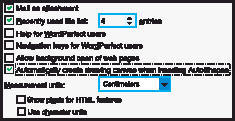 Mail as attachment
Recently used file list: 4 entries
Help for WordPerfect users
Navigation keys for WordPerfect users
Allow background open of web pages
Automatically create drawing canvas when inserting AutoShapes
Measurement units: Centimeters
Show pixels for HTML features
Use character units